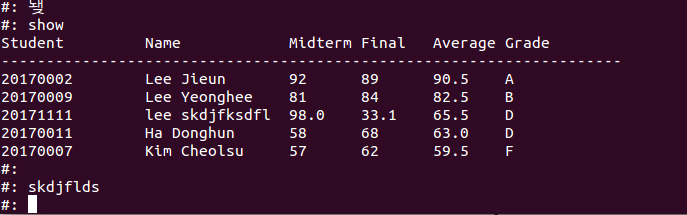 #: 됒
#: show
Student Name Midterm Final Average Grade
--------------------------------------------------------------------
20170002 Lee Jieun 92 89 90.5 A
20170009 Lee Yeonghee 81 84 82.5 B
20171111 lee skdjfksdfl 98.0 33.1 65.5 D
20170011 Ha Donghun 58 68 63.0 D
20170007 Kim Cheolsu 57 62 59.5 F
#:
#: skdjflds
#: